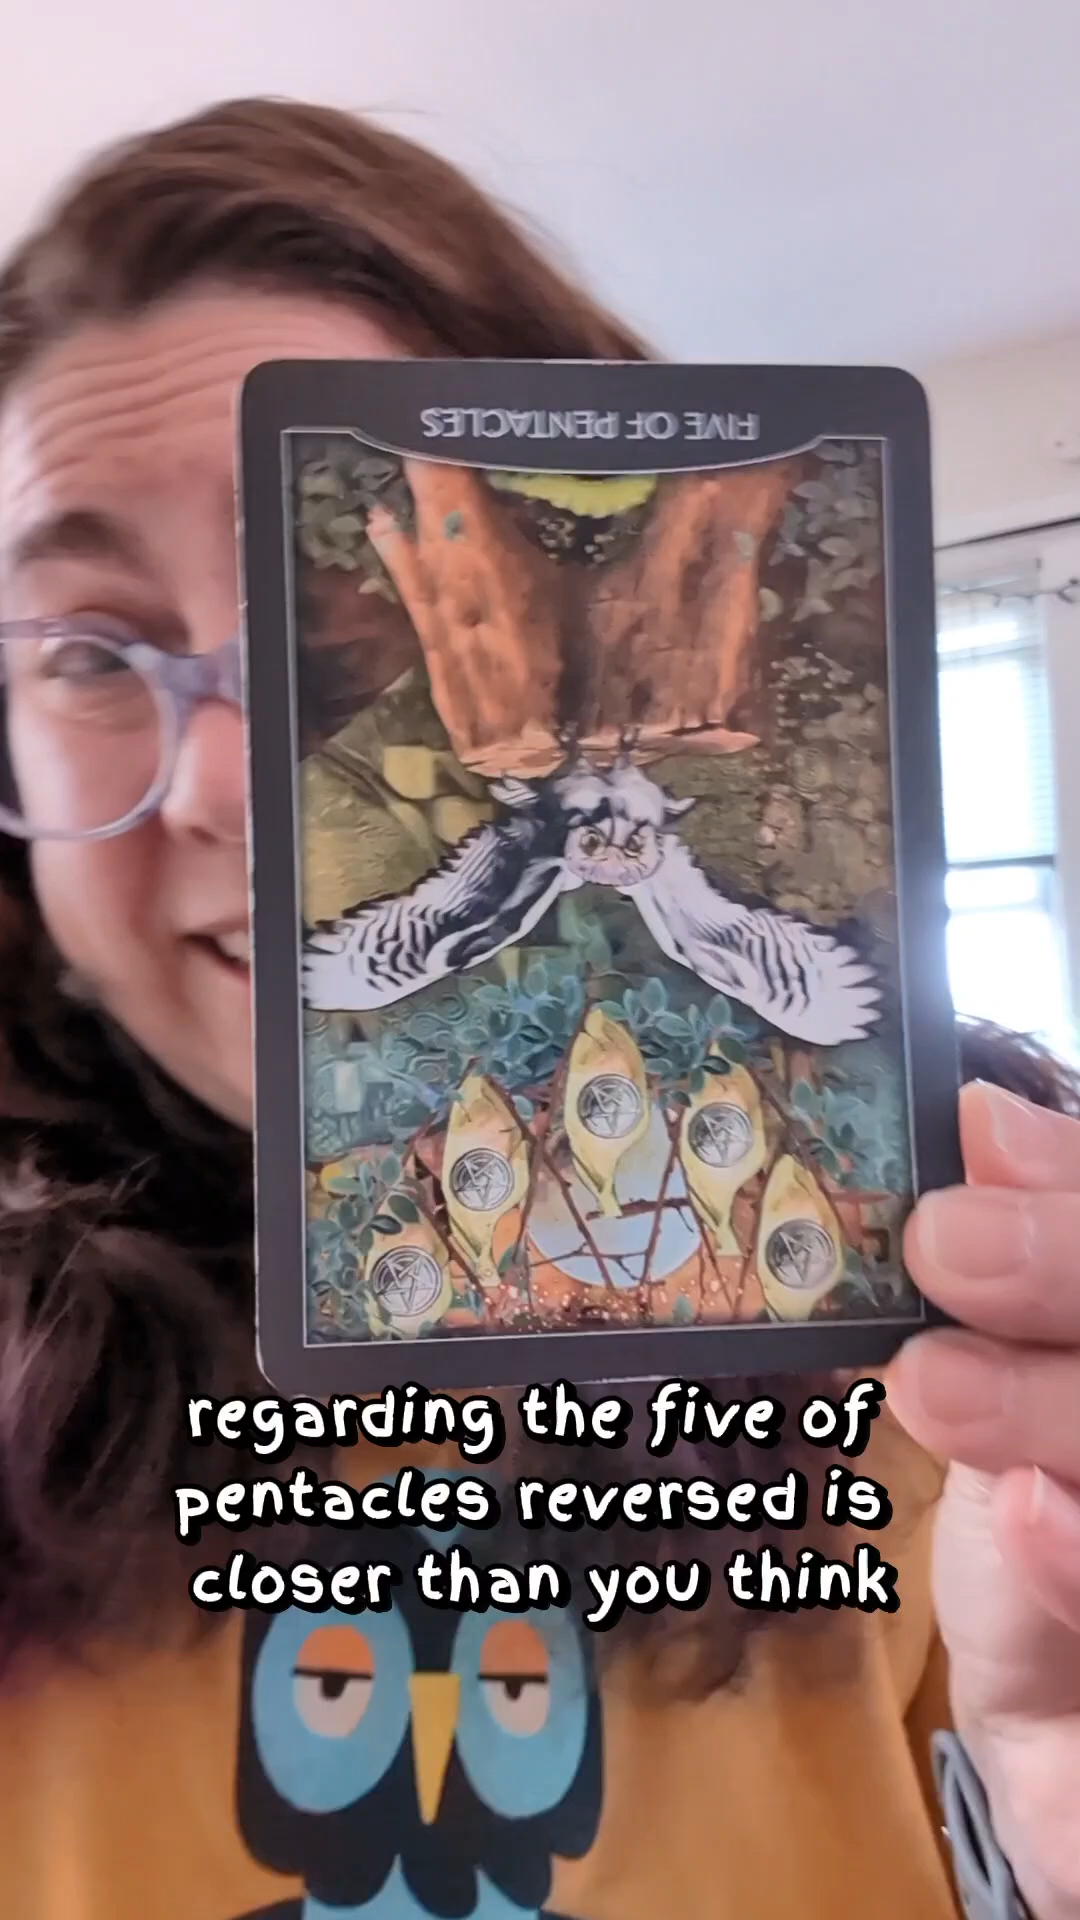 FIVE OF PENTACLES
regarding the five of
pentacles reversed is
closer than you think